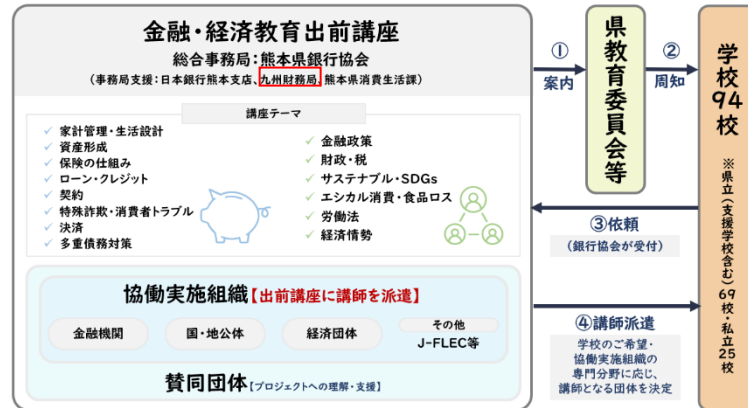 金融・経済教育出前講座
総合事務局：熊本県銀行協会
（事務局支援：日本銀行熊本支店、九州財務局、熊本県消費生活課）
講座テーマ
✓ 家計管理・生活設計
✓ 資産形成
✓ 保険の仕組み
✓ ローン・クレジット
✓ 契約
✓ 特殊詐欺・消費者トラブル
✓ 決済
✓ 多重債務対策
✓ 金融政策
✓ 財政・税
✓ サステナブル・SDGs
✓ エシカル消費・食品ロス
✓ 労働法
✓ 経済情勢
協働実施組織【出前講座に講師を派遣】
金融機関
国・地公体
経済団体
その他
J-FLEC等
賛同団体【プロジェクトへの理解・支援】
①
案内
県教育委員会等
②
周知
学校94校
※県立（支援学校含む）69校・私立25校
③依頼
（銀行協会が受付）
④講師派遣
学校のご希望・
協働実施組織の
専門分野に応じ、
講師となる団体を決定